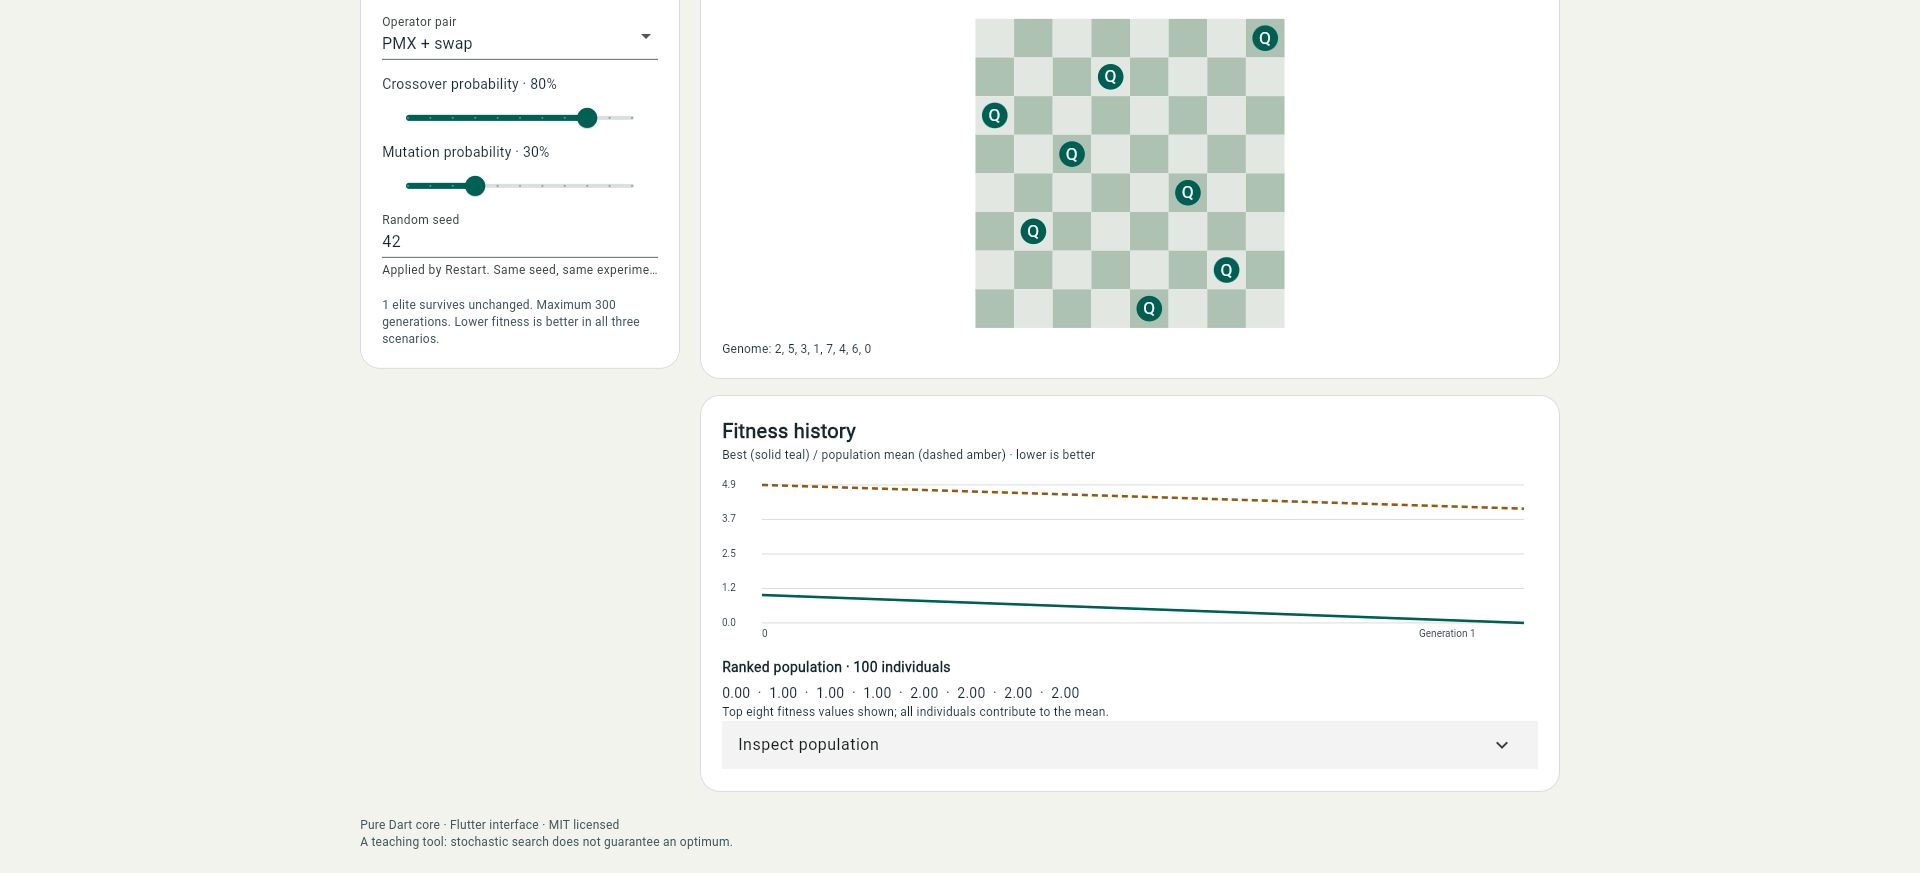 Operator pair
PMX + swap
Crossover probability · 80%
Mutation probability · 30%
Random seed
42
Applied by Restart. Same seed, same experime…
1 elite survives unchanged. Maximum 300
generations. Lower fitness is better in all three
scenarios.
Q
Q
Q
Q
Q
Q
Q
Q
Genome: 2, 5, 3, 1, 7, 4, 6, 0
Fitness history
Best (solid teal) / population mean (dashed amber) · lower is better
4.9
3.7
2.5
1.2
0.0
0
Generation 1
Ranked population · 100 individuals
0.00 · 1.00 · 1.00 · 1.00 · 2.00 · 2.00 · 2.00 · 2.00
Top eight fitness values shown; all individuals contribute to the mean.
Inspect population
Pure Dart core · Flutter interface · MIT licensed
A teaching tool: stochastic search does not guarantee an optimum.